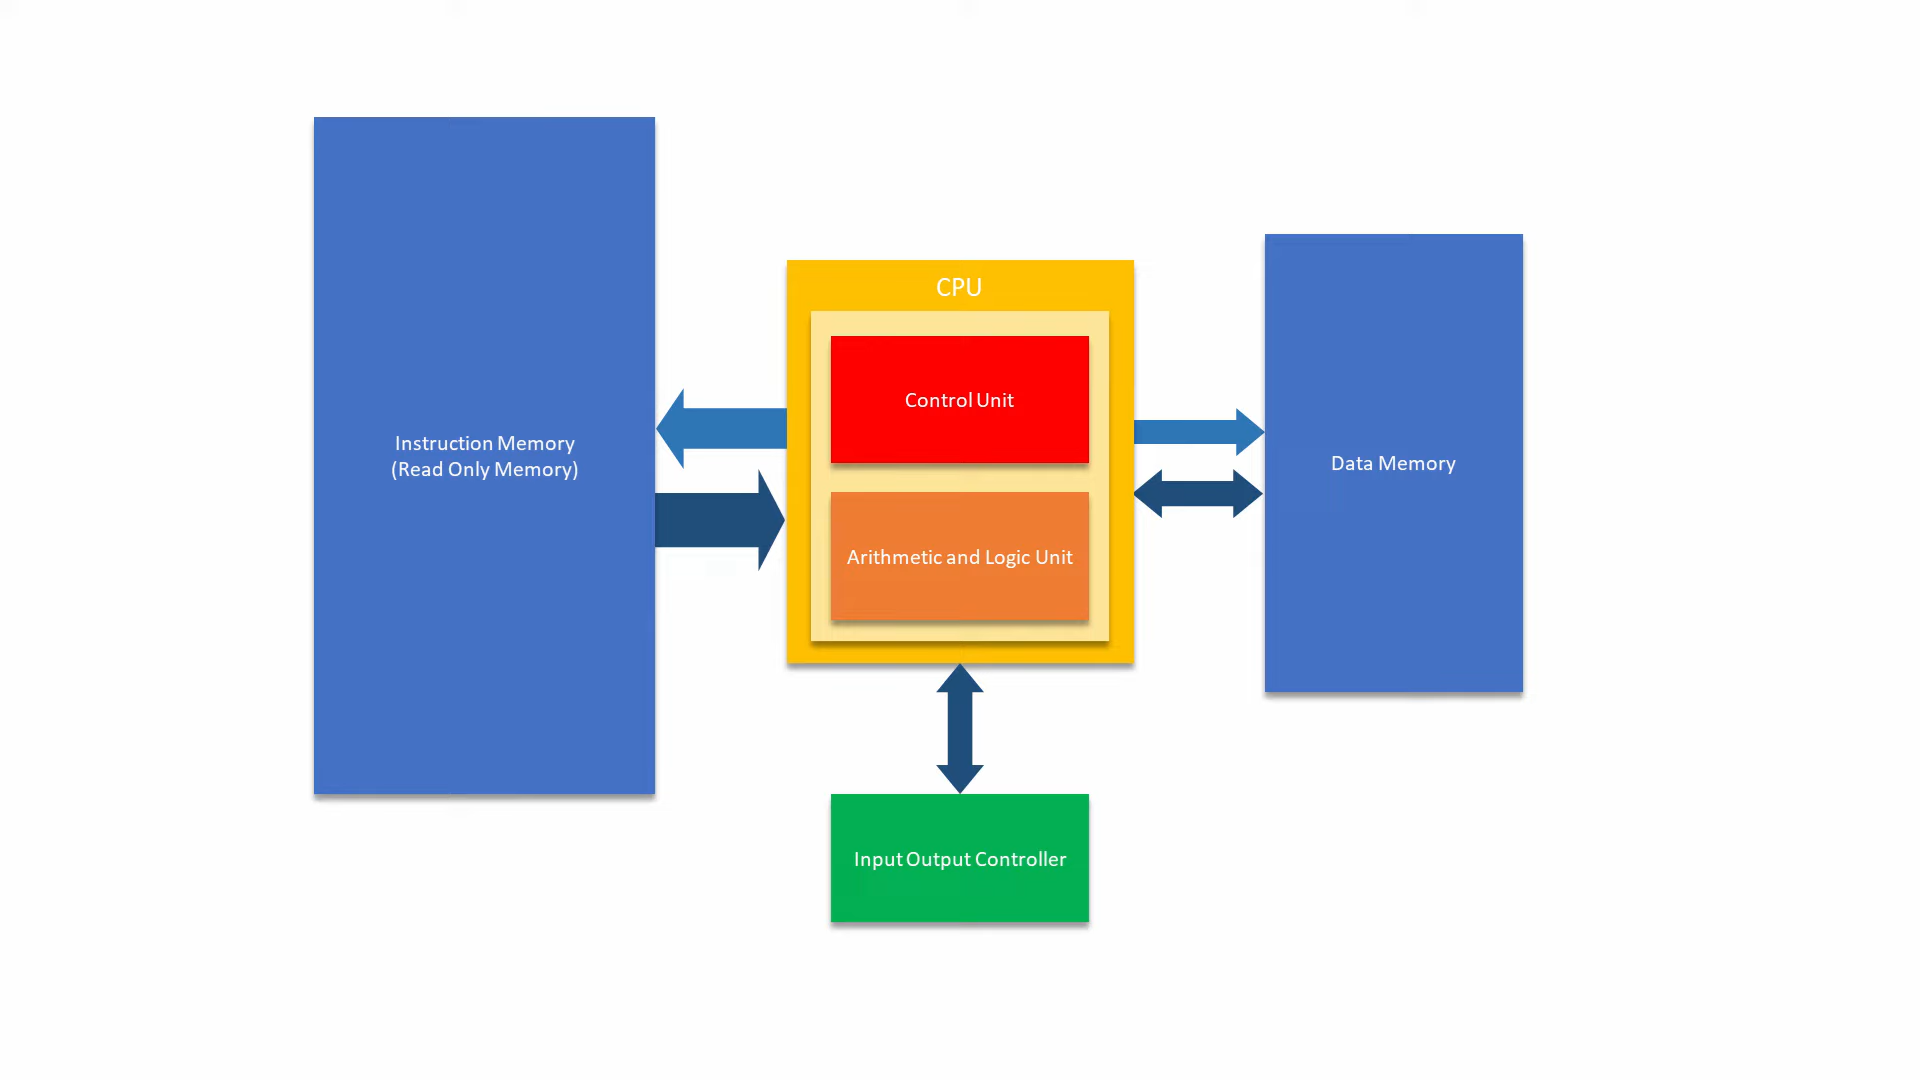 CPU
Control Unit
Instruction Memory
(Read Only Memory)
Data Memory
Arithmetic and Logic Unit
Input Output Controller